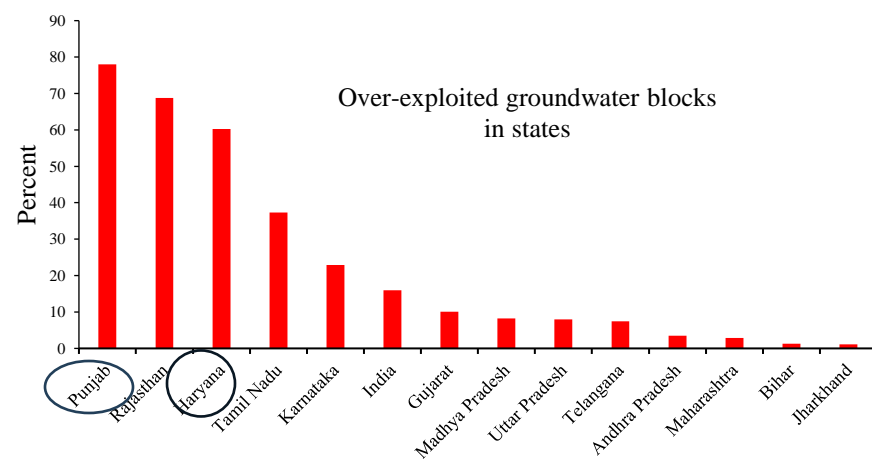 90
80
70
60
50
40
30
20
10
0
Percent
Over-exploited groundwater blocks
in states
Punjab
Rajasthan
Haryana
Tamil Nadu
Karnataka
India
Gujarat
Madhya Pradesh
Uttar Pradesh
Telangana
Andhra Pradesh
Maharashtra
Bihar
Jharkhand